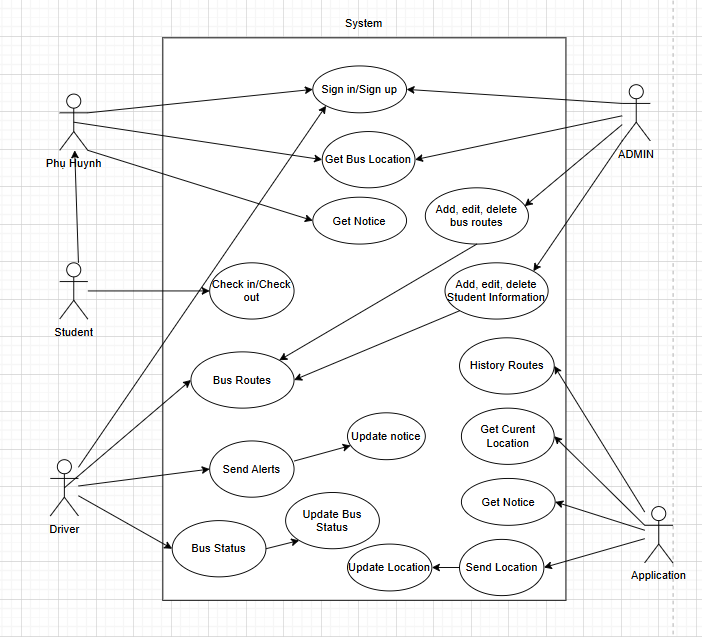 System
Sign in/Sign up
ADMIN
Phụ Huynh
Get Bus Location
Add, edit, delete
bus routes
Get Notice
Check in/Check
out
Add, edit, delete
Student Information
Student
History Routes
Bus Routes
Get Curent
Location
Update notice
Send Alerts
Get Notice
Update Bus
Status
Driver
Bus Status
Update Location
Send Location
Application